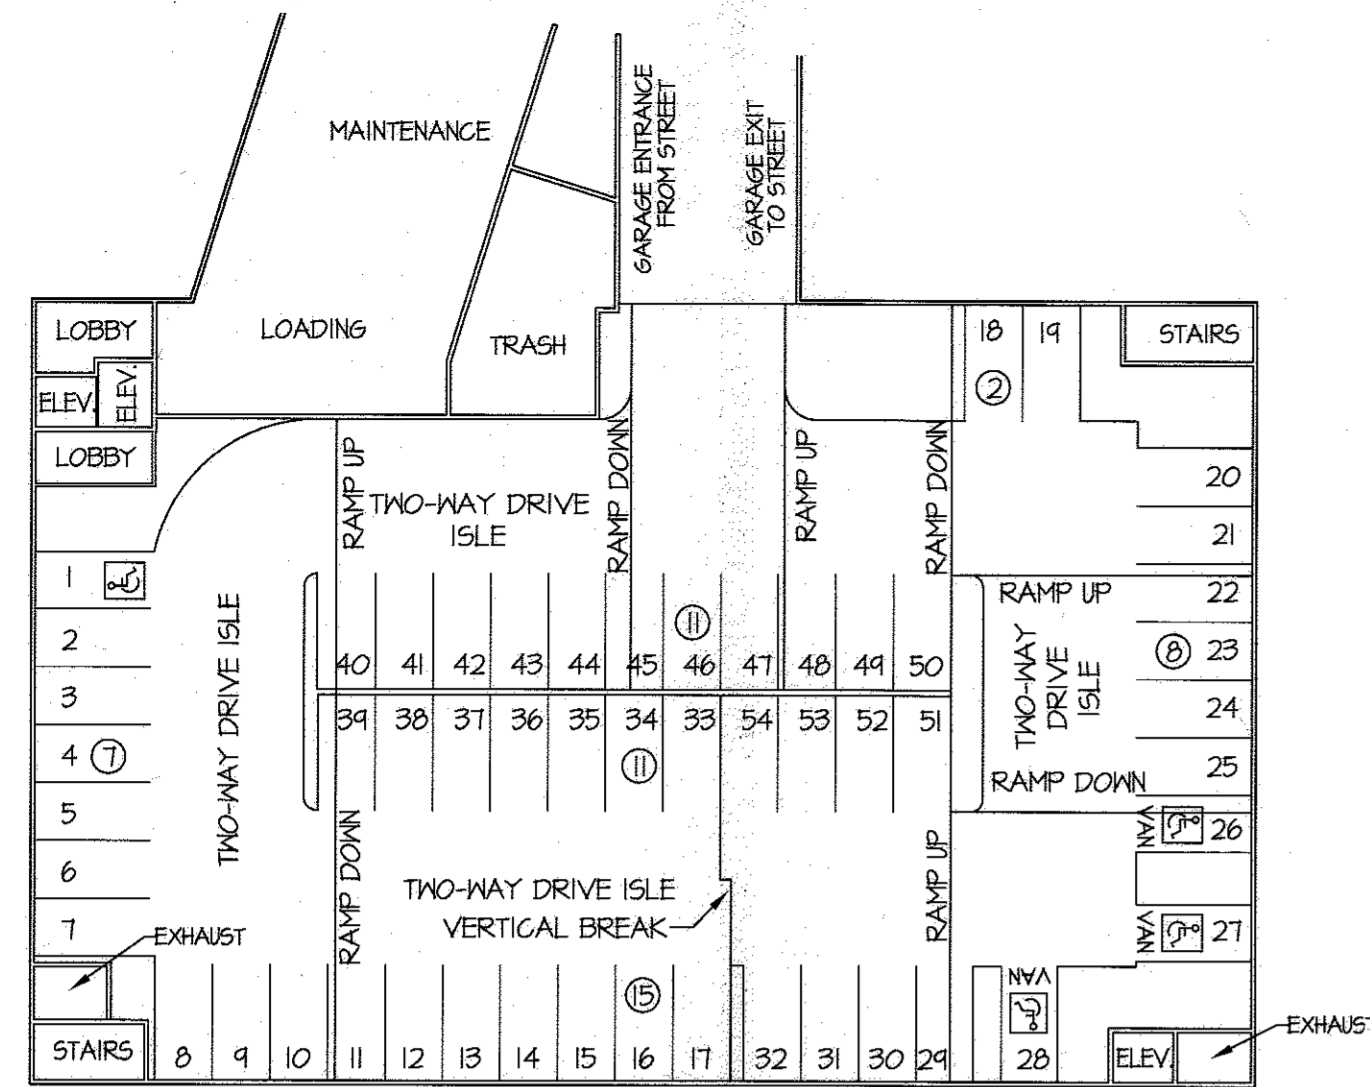 MAINTENANCE
GARAGE ENTRANCE
FROM STREET
GARAGE EXIT
TO STREET
LOBBY
LOADING
TRASH
18
19
STAIRS
2
ELEV.
ELEV.
LOBBY
RAMP UP
TWO-WAY DRIVE
ISLE
RAMP DOWN
RAMP UP
RAMP DOWN
20
21
1
2
3
4
7
5
6
7
TWO-WAY DRIVE ISLE
RAMP UP
TWO-WAY
DRIVE
ISLE
RAMP DOWN
22
8
23
24
25
VAN
26
VAN
27
11
40
41
42
43
44
45
46
47
48
49
50
39
38
37
36
35
34
33
54
53
52
51
11
RAMP DOWN
TWO-WAY DRIVE ISLE
VERTICAL BREAK
RAMP UP
EXHAUST
15
VAN
STAIRS
8
9
10
11
12
13
14
15
16
17
32
31
30
29
28
ELEV.
EXHAUST